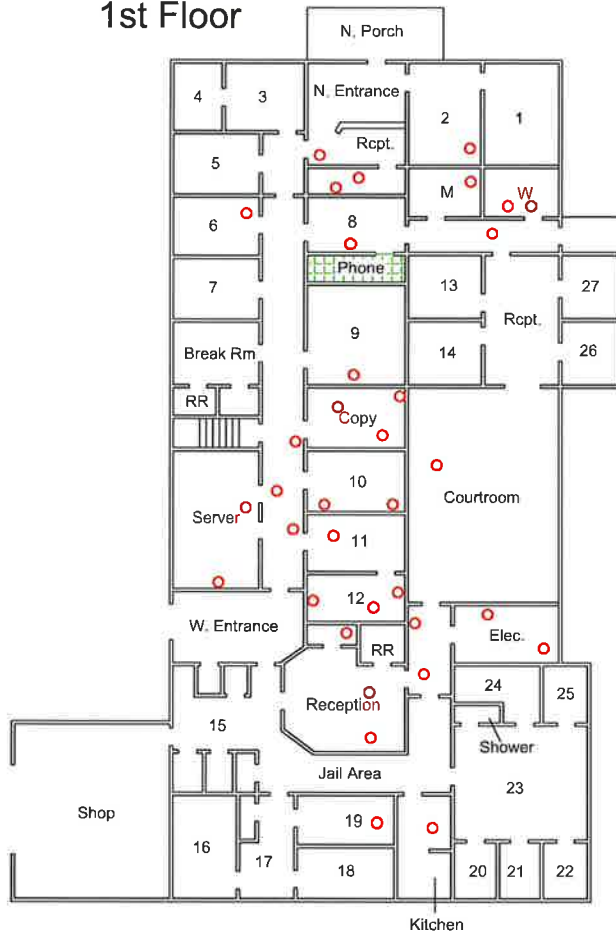 1st Floor
N. Porch
4
3
N. Entrance
2
1
Rcpt.
5
M
W
6
8
Phone
7
13
27
Rcpt.
9
14
26
Break Rm
RR
Copy
10
Courtroom
Server
11
12
W. Entrance
RR
Elec.
Reception
24
25
15
Shower
Jail Area
23
Shop
19
16
17
18
20
21
22
Kitchen